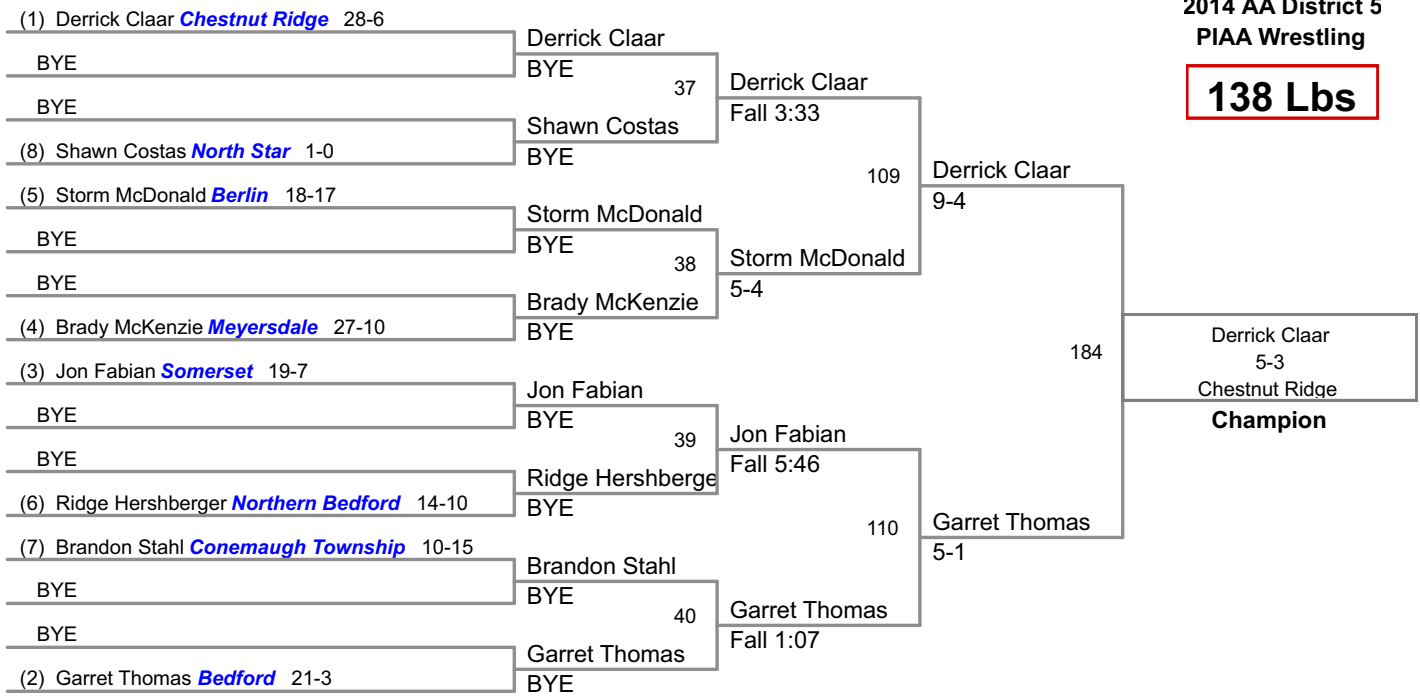 2014 AA District 5
PIAA Wrestling
138 Lbs
(1) Derrick Claar Chestnut Ridge 28-6
BYE
BYE
(8) Shawn Costas North Star 1-0
(5) Storm McDonald Berlin 18-17
BYE
BYE
(4) Brady McKenzie Meyersdale 27-10
(3) Jon Fabian Somerset 19-7
BYE
BYE
(6) Ridge Hershberger Northern Bedford 14-10
(7) Brandon Stahl Conemaugh Township 10-15
BYE
BYE
(2) Garret Thomas Bedford 21-3
Derrick Claar
BYE
37
Shawn Costas
BYE
Storm McDonald
BYE
38
Brady McKenzie
BYE
Jon Fabian
BYE
39
Ridge Hershberge
BYE
Brandon Stahl
BYE
40
Garret Thomas
BYE
Derrick Claar
Fall 3:33
109
Storm McDonald
5-4
Jon Fabian
Fall 5:46
110
Garret Thomas
Fall 1:07
Derrick Claar
9-4
184
Garret Thomas
5-1
Derrick Claar
5-3
Chestnut Ridge
Champion